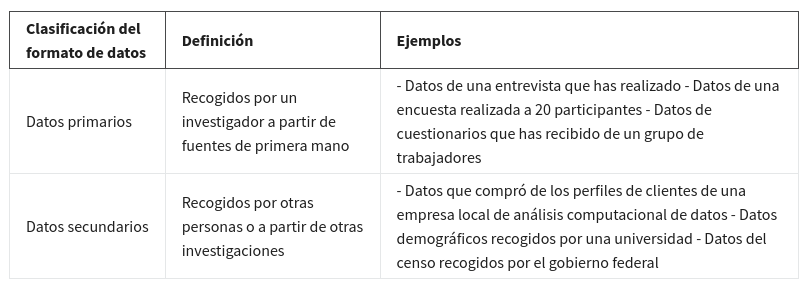 Clasificación del
formato de datos
Definición
Ejemplos
Datos primarios
Recogidos por un
investigador a partir de
fuentes de primera mano
- Datos de una entrevista que has realizado - Datos de una
encuesta realizada a 20 participantes - Datos de
cuestionarios que has recibido de un grupo de
trabajadores
Datos secundarios
Recogidos por otras
personas o a partir de otras
investigaciones
- Datos que compró de los perfiles de clientes de una
empresa local de análisis computacional de datos - Datos
demográficos recogidos por una universidad - Datos del
censo recogidos por el gobierno federal